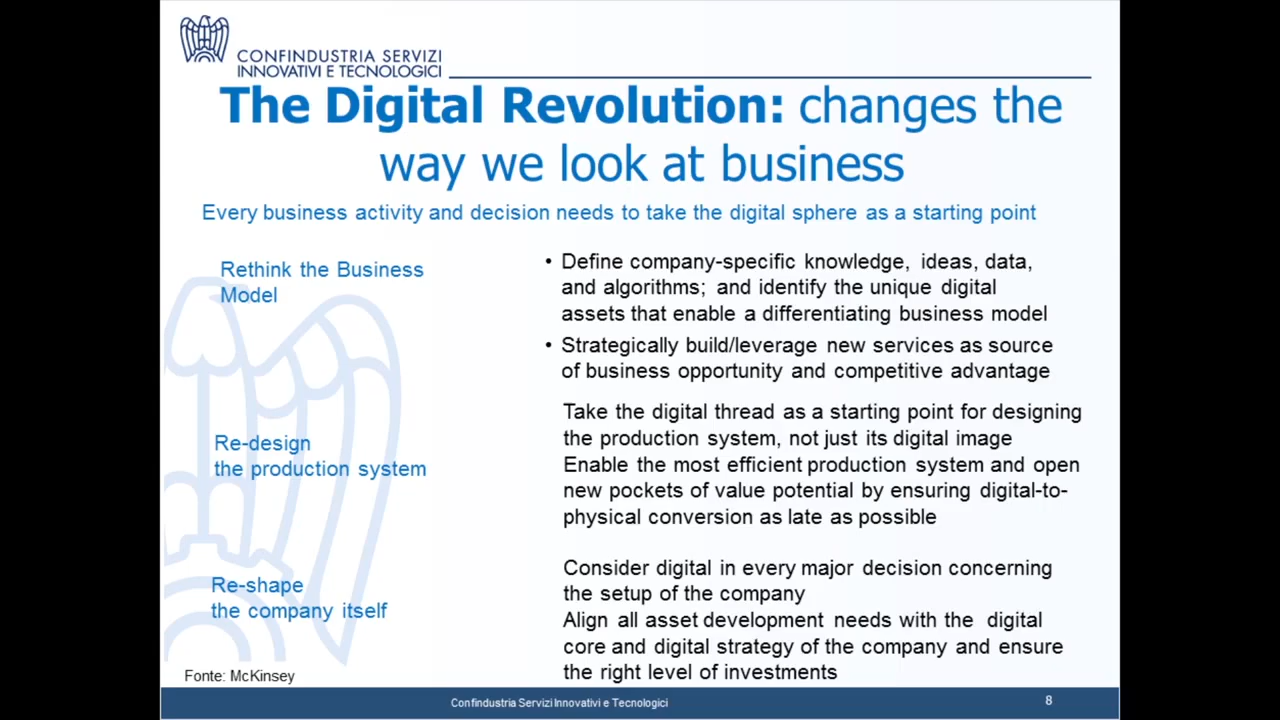 CONFINDUSTRIA SERVIZI
INNOVATIVI E TECNOLOGICI
The Digital Revolution: changes the
way we look at business
Every business activity and decision needs to take the digital sphere as a starting point
Rethink the Business
Model
• Define company-specific knowledge, ideas, data,
and algorithms; and identify the unique digital
assets that enable a differentiating business model
• Strategically build/leverage new services as source
of business opportunity and competitive advantage
Re-design
the production system
Take the digital thread as a starting point for designing
the production system, not just its digital image
Enable the most efficient production system and open
new pockets of value potential by ensuring digital-to-
physical conversion as late as possible
Re-shape
the company itself
Consider digital in every major decision concerning
the setup of the company
Align all asset development needs with the digital
core and digital strategy of the company and ensure
the right level of investments
Fonte: McKinsey
Confindustria Servizi Innovativi e Tecnologici
8